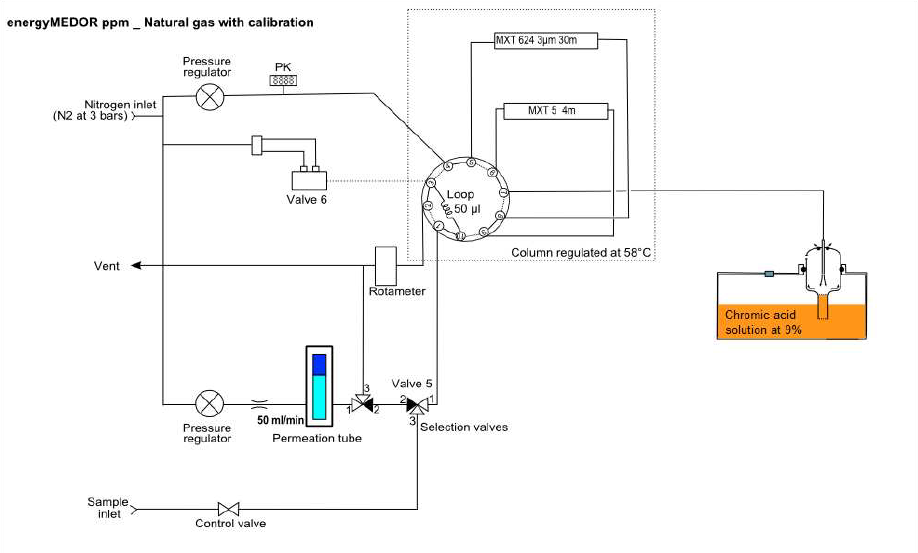 energyMEDOR ppm _ Natural gas with calibration
Pressure
regulator
PK
8888
MXT 624 3µm 30m
Nitrogen inlet
(N2 at 3 bars)
MXT 5 4m
Valve 6
Loop
50 µl
Column regulated at 58°C
Vent
Rotameter
Chromic acid
solution at 9%
Valve 5
3
1
2
2
1
3
50 ml/min
Selection valves
Pressure
regulator
Permeation tube
Sample
inlet
Control valve